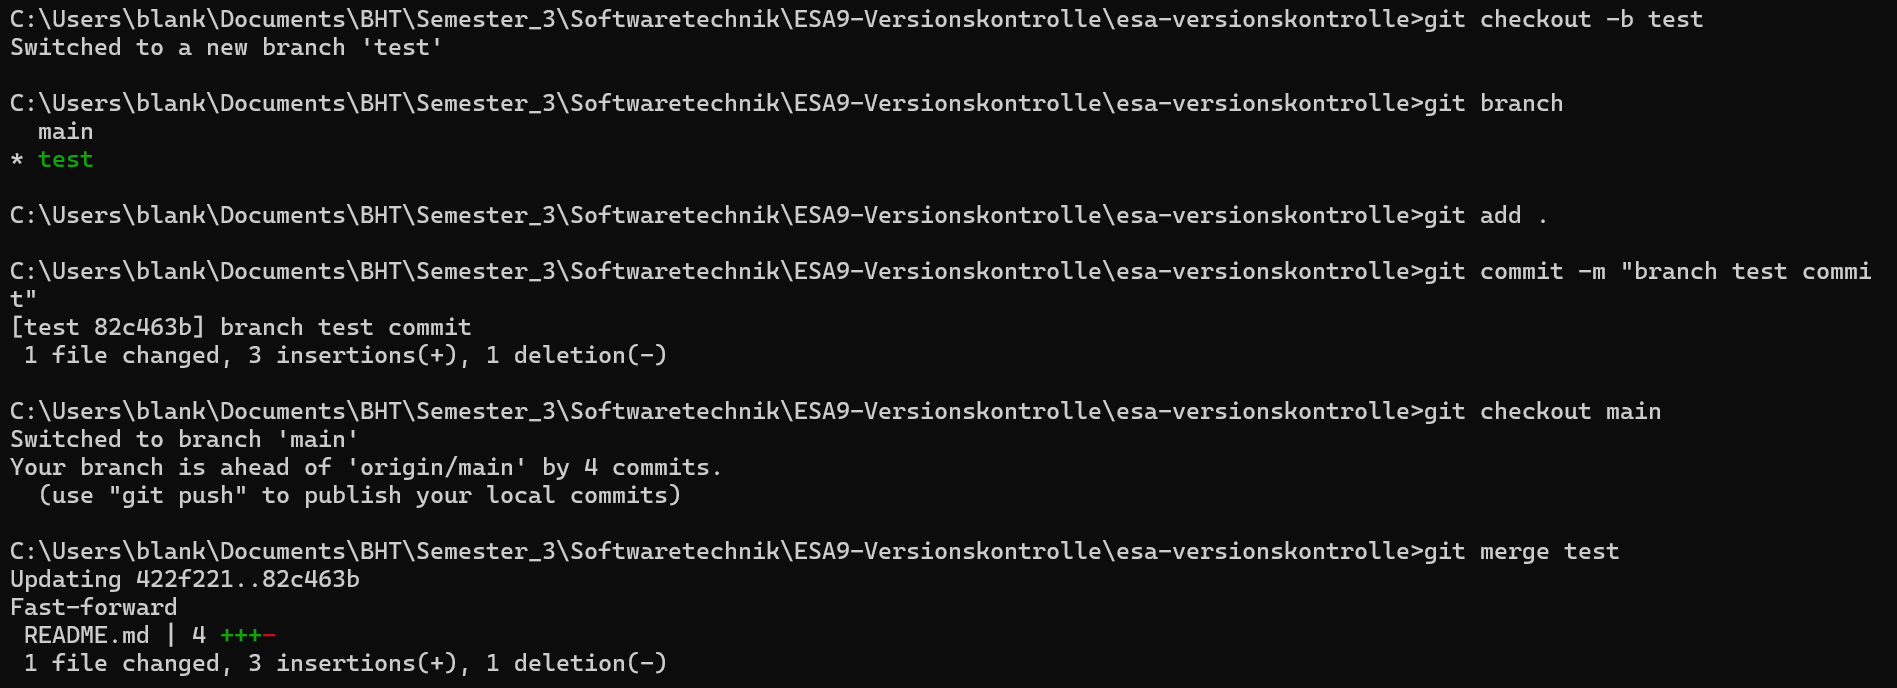 C:\Users\blank\Documents\BHT\Semester_3\Softwaretechnik\ESA9-Versionskontrolle\esa-versionskontrolle>git checkout -b test
Switched to a new branch 'test'
C:\Users\blank\Documents\BHT\Semester_3\Softwaretechnik\ESA9-Versionskontrolle\esa-versionskontrolle>git branch
  main
* test
C:\Users\blank\Documents\BHT\Semester_3\Softwaretechnik\ESA9-Versionskontrolle\esa-versionskontrolle>git add .
C:\Users\blank\Documents\BHT\Semester_3\Softwaretechnik\ESA9-Versionskontrolle\esa-versionskontrolle>git commit -m "branch test commi
t"
[test 82c463b] branch test commit
 1 file changed, 3 insertions(+), 1 deletion(-)
C:\Users\blank\Documents\BHT\Semester_3\Softwaretechnik\ESA9-Versionskontrolle\esa-versionskontrolle>git checkout main
Switched to branch 'main'
Your branch is ahead of 'origin/main' by 4 commits.
  (use "git push" to publish your local commits)
C:\Users\blank\Documents\BHT\Semester_3\Softwaretechnik\ESA9-Versionskontrolle\esa-versionskontrolle>git merge test
Updating 422f221..82c463b
Fast-forward
 README.md | 4 +++-
 1 file changed, 3 insertions(+), 1 deletion(-)